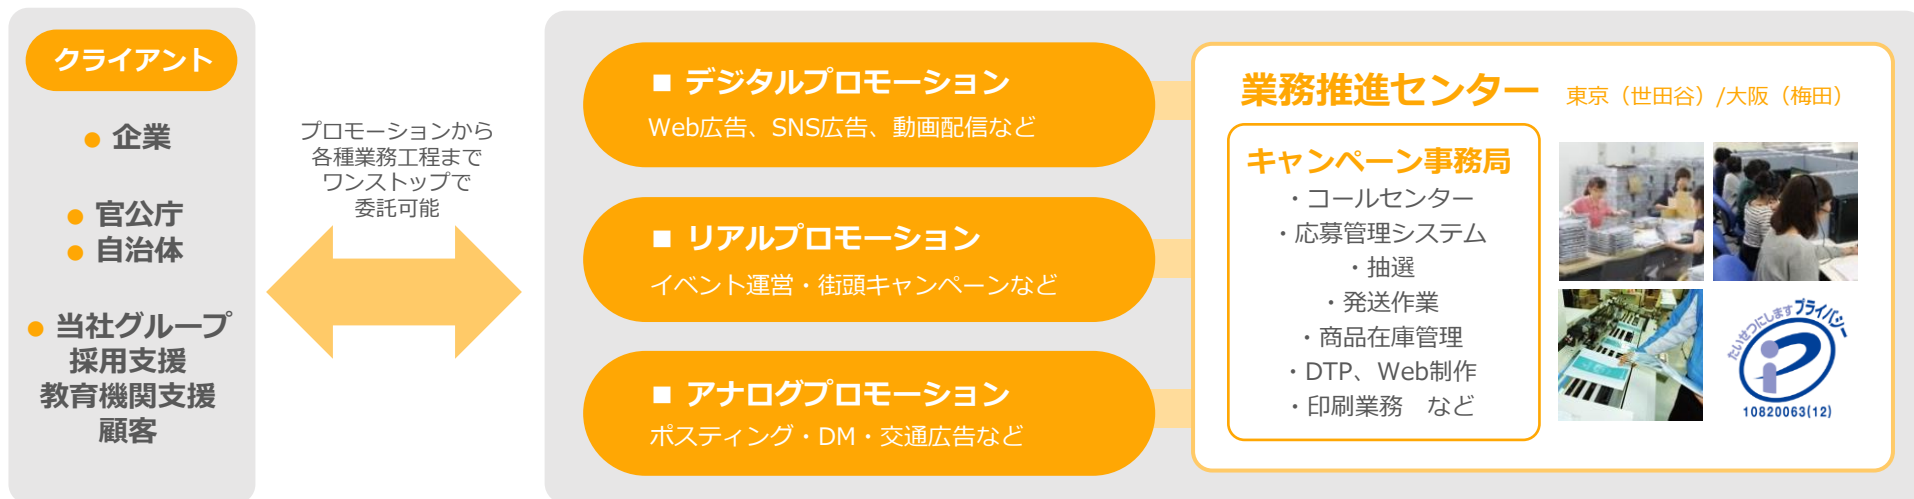 クライアント
● 企業
● 官公庁
● 自治体
● 当社グループ
採用支援
教育機関支援
顧客
プロモーションから
各種業務工程まで
ワンストップで
委託可能
■ デジタルプロモーション
Web広告、SNS広告、動画配信など
■ リアルプロモーション
イベント運営・街頭キャンペーンなど
■ アナログプロモーション
ポスティング・DM・交通広告など
業務推進センター 東京（世田谷）/大阪（梅田）
キャンペーン事務局
・コールセンター
・応募管理システム
・抽選
・発送作業
・商品在庫管理
・DTP、Web制作
・印刷業務　など
たいせつにしますプライバシー
10820063(12)